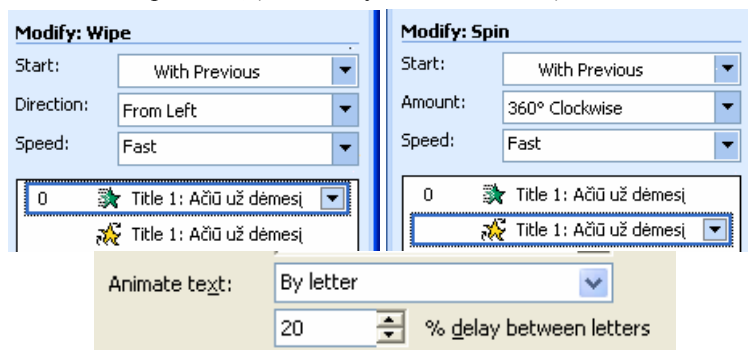 Modify: Wipe
Start: With Previous
Direction: From Left
Speed: Fast
0 Title 1: Ačiū už dėmesį
Title 1: Ačiū už dėmesį
Modify: Spin
Start: With Previous
Amount: 360° Clockwise
Speed: Fast
0 Title 1: Ačiū už dėmesį
Title 1: Ačiū už dėmesį
Animate text: By letter
20 % delay between letters